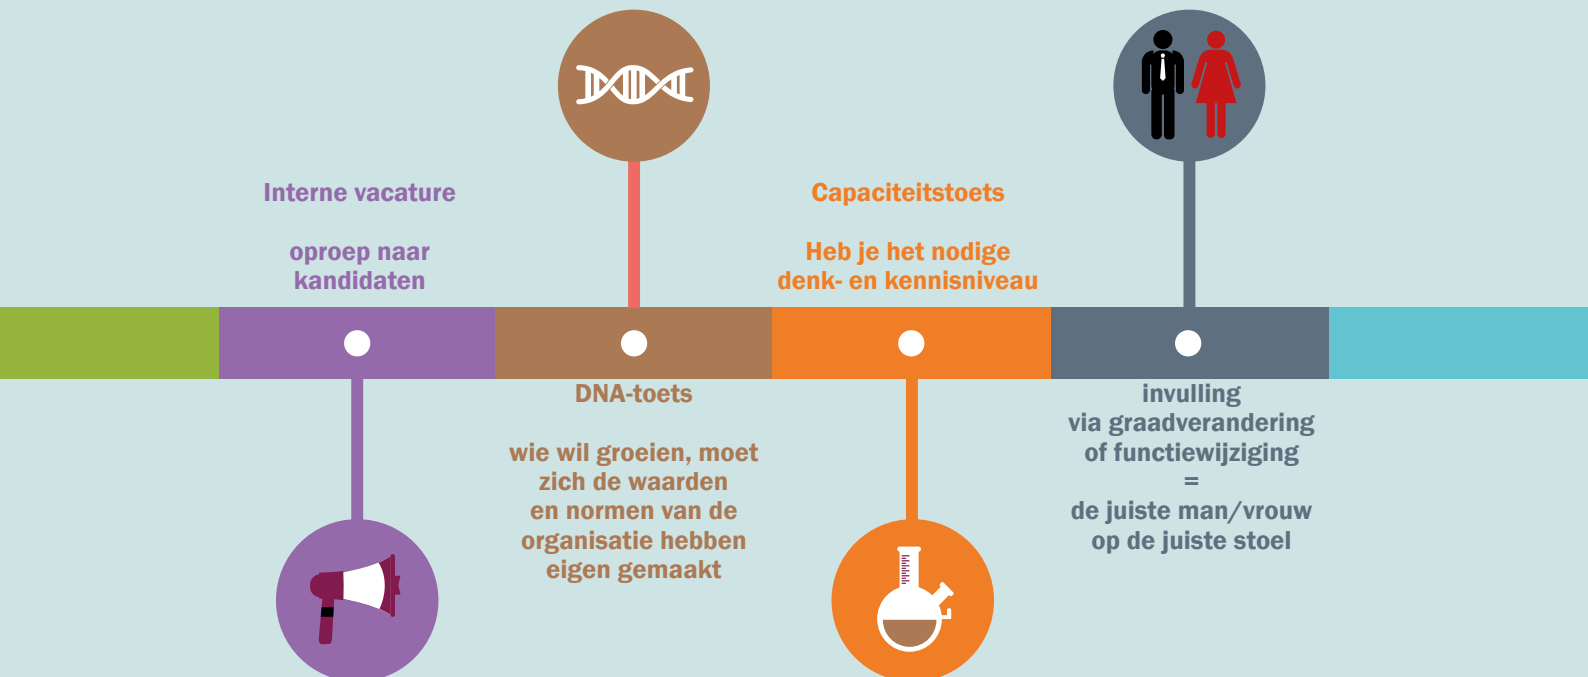 Interne vacature
oproep naar
kandidaten
DNA-toets
wie wil groeien, moet
zich de waarden
en normen van de
organisatie hebben
eigen gemaakt
Capaciteitstoets
Heb je het nodige
denk- en kennisniveau
invulling
via graadverandering
of functiewijziging
=
de juiste man/vrouw
op de juiste stoel